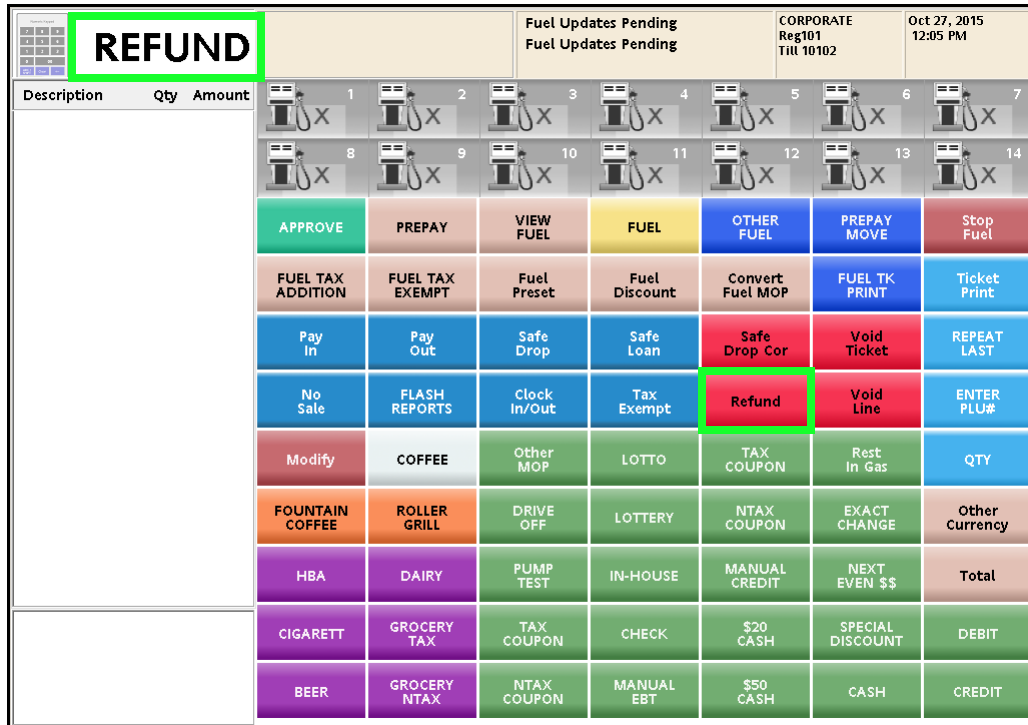 REFUND
Fuel Updates Pending
Fuel Updates Pending
CORPORATE
Reg101
Till 10102
Oct 27, 2015
12:05 PM
Description Qty Amount
1 2 3 4 5 6 7
X X X X X X X
8 9 10 11 12 13 14
X X X X X X X
APPROVE
PREPAY
VIEW
FUEL
FUEL
OTHER
FUEL
PREPAY
MOVE
Stop
Fuel
FUEL TAX
ADDITION
FUEL TAX
EXEMPT
Fuel
Preset
Fuel
Discount
Convert
Fuel MOP
FUEL TK
PRINT
Ticket
Print
Pay
In
Pay
Out
Safe
Drop
Safe
Loan
Safe
Drop Cor
Void
Ticket
REPEAT
LAST
No
Sale
FLASH
REPORTS
Clock
In/Out
Tax
Exempt
Refund
Void
Line
ENTER
PLU#
Modify
COFFEE
Other
MOP
LOTTO
TAX
COUPON
Rest
In Gas
QTY
FOUNTAIN
COFFEE
ROLLER
GRILL
DRIVE
OFF
LOTTERY
NTAX
COUPON
EXACT
CHANGE
Other
Currency
HBA
DAIRY
PUMP
TEST
IN-HOUSE
MANUAL
CREDIT
NEXT
EVEN $$
Total
CIGARETT
GROCERY
TAX
TAX
COUPON
CHECK
$20
CASH
SPECIAL
DISCOUNT
DEBIT
BEER
GROCERY
NTAX
NTAX
COUPON
MANUAL
EBT
$50
CASH
CASH
CREDIT